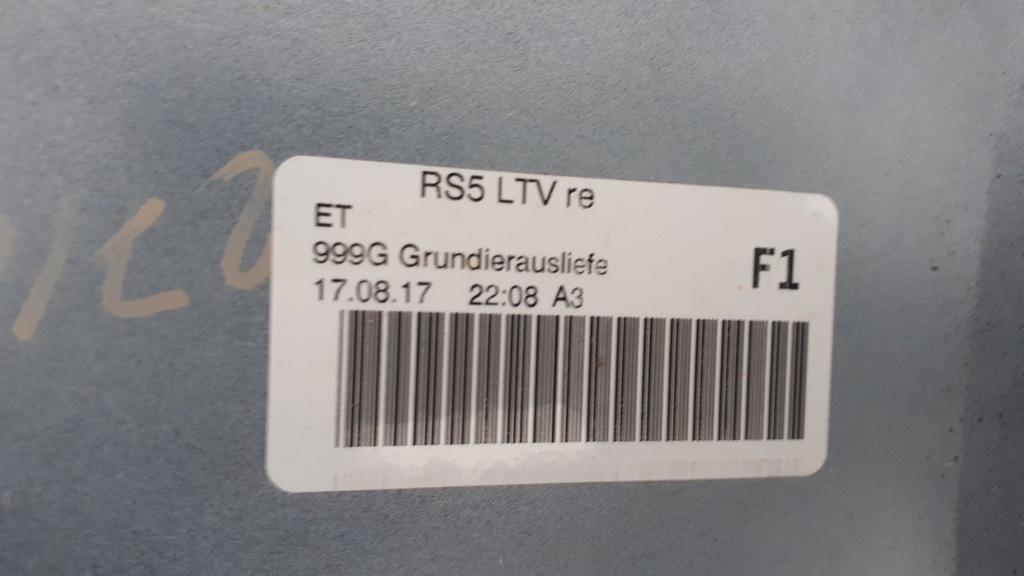 RS5 LTV re
ET
999G Grundierausliefe
F1
17.08.17 22:08 A3